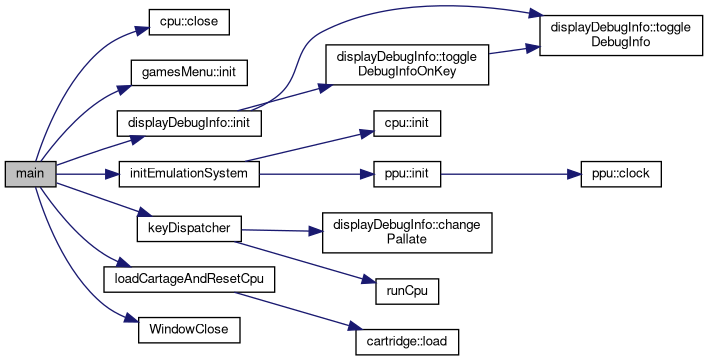 cpu::close
displayDebugInfo::toggle
DebugInfo
displayDebugInfo::toggle
DebugInfoOnKey
gamesMenu::init
displayDebugInfo::init
cpu::init
main
initEmulationSystem
ppu::init
ppu::clock
keyDispatcher
displayDebugInfo::change
Pallate
loadCartageAndResetCpu
runCpu
WindowClose
cartridge::load